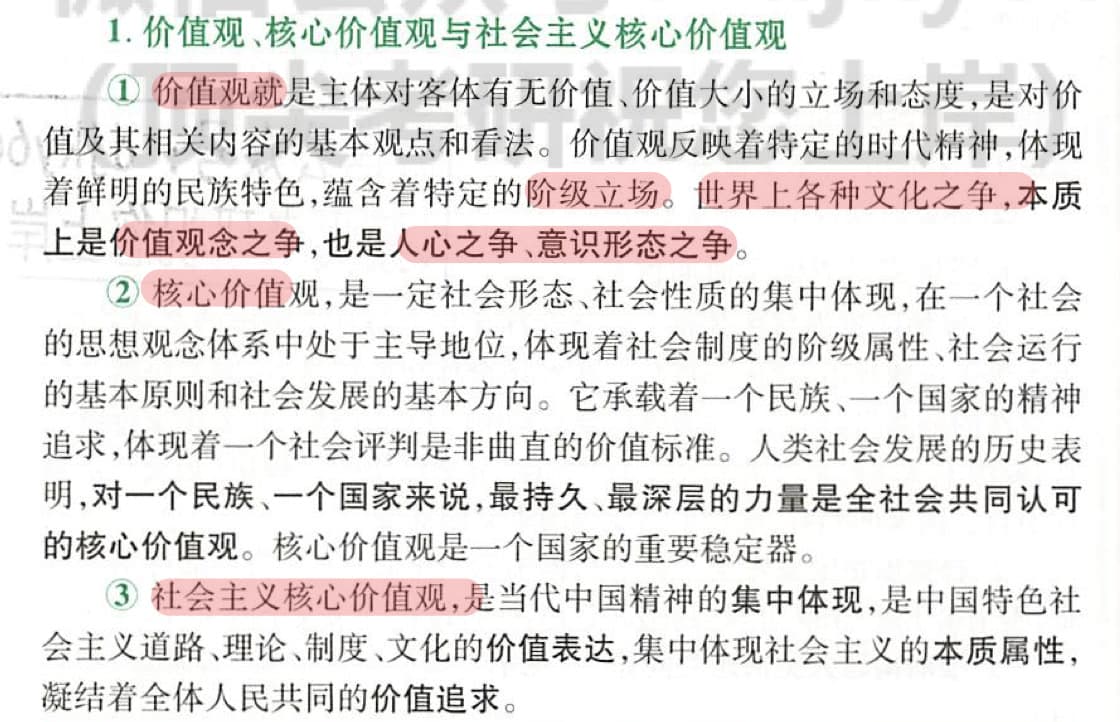 1. 价值观、核心价值观与社会主义核心价值观
① 价值观就是主体对客体有无价值、价值大小的立场和态度,是对价
值及其相关内容的基本观点和看法。价值观反映着特定的时代精神,体现
着鲜明的民族特色,蕴含着特定的阶级立场。世界上各种文化之争,本质
上是价值观念之争,也是人心之争、意识形态之争。
② 核心价值观,是一定社会形态、社会性质的集中体现,在一个社会
的思想观念体系中处于主导地位,体现着社会制度的阶级属性、社会运行
的基本原则和社会发展的基本方向。它承载着一个民族、一个国家的精神
追求,体现着一个社会评判是非曲直的价值标准。人类社会发展的历史表
明,对一个民族、一个国家来说,最持久、最深层的力量是全社会共同认可
的核心价值观。核心价值观是一个国家的重要稳定器。
③ 社会主义核心价值观,是当代中国精神的集中体现,是中国特色社
会主义道路、理论、制度、文化的价值表达,集中体现社会主义的本质属性,
凝结着全体人民共同的价值追求。